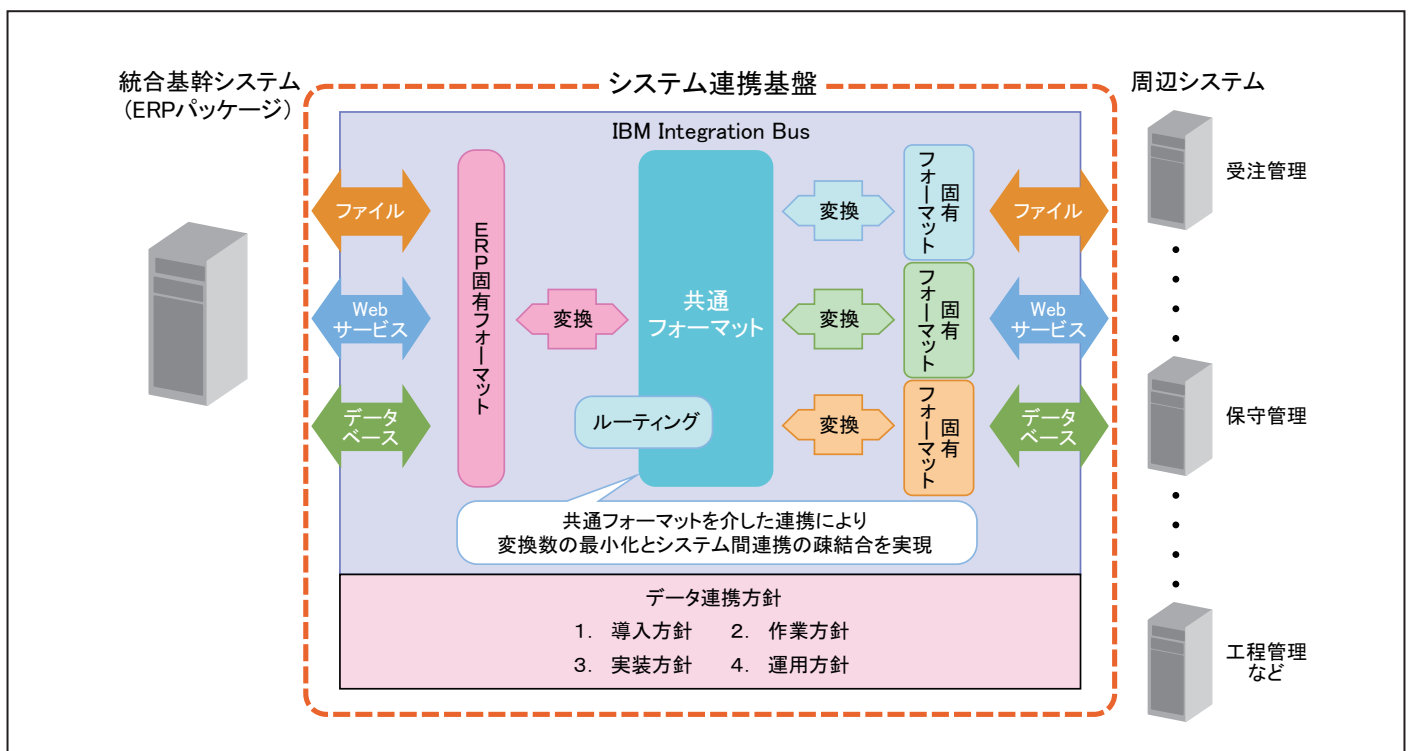 統合基幹システム
(ERPパッケージ)
システム連携基盤
周辺システム
IBM Integration Bus
ファイル
Web
サービス
データ
ベース
ERP固有フォーマット
変換
共通
フォーマット
ルーティング
変換
変換
変換
固有
フォーマット
固有
フォーマット
固有
フォーマット
ファイル
Web
サービス
データ
ベース
受注管理
保守管理
工程管理
など
共通フォーマットを介した連携により
変換数の最小化とシステム間連携の疎結合を実現
データ連携方針
1. 導入方針 2. 作業方針
3. 実装方針 4. 運用方針